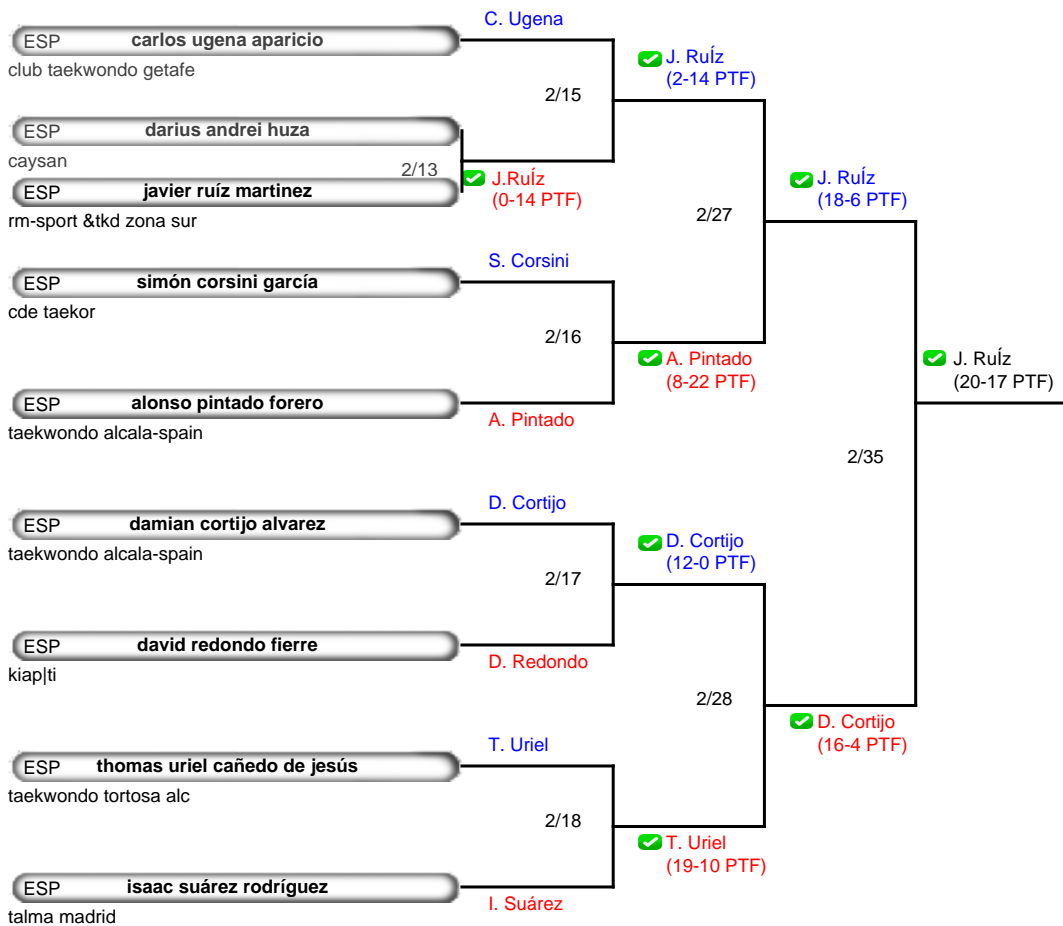 C. Ugena
ESP carlos ugena aparicio
club taekwondo getafe
J. RuÍz
(2-14 PTF)
2/15
ESP darius andrei huza
caysan
2/13
J.RuÍz
(0-14 PTF)
ESP javier ruíz martinez
rm-sport &tkd zona sur
J. RuÍz
(18-6 PTF)
2/27
S. Corsini
ESP simón corsini garcía
cde taekor
2/16
A. Pintado
(8-22 PTF)
J. RuÍz
(20-17 PTF)
ESP alonso pintado forero
taekwondo alcala-spain
A. Pintado
2/35
D. Cortijo
ESP damian cortijo alvarez
taekwondo alcala-spain
D. Cortijo
(12-0 PTF)
2/17
ESP david redondo fierre
kiap|ti
D. Redondo
2/28
D. Cortijo
(16-4 PTF)
T. Uriel
ESP thomas uriel cañedo de jesús
taekwondo tortosa alc
2/18
T. Uriel
(19-10 PTF)
ESP isaac suárez rodríguez
talma madrid
I. Suárez